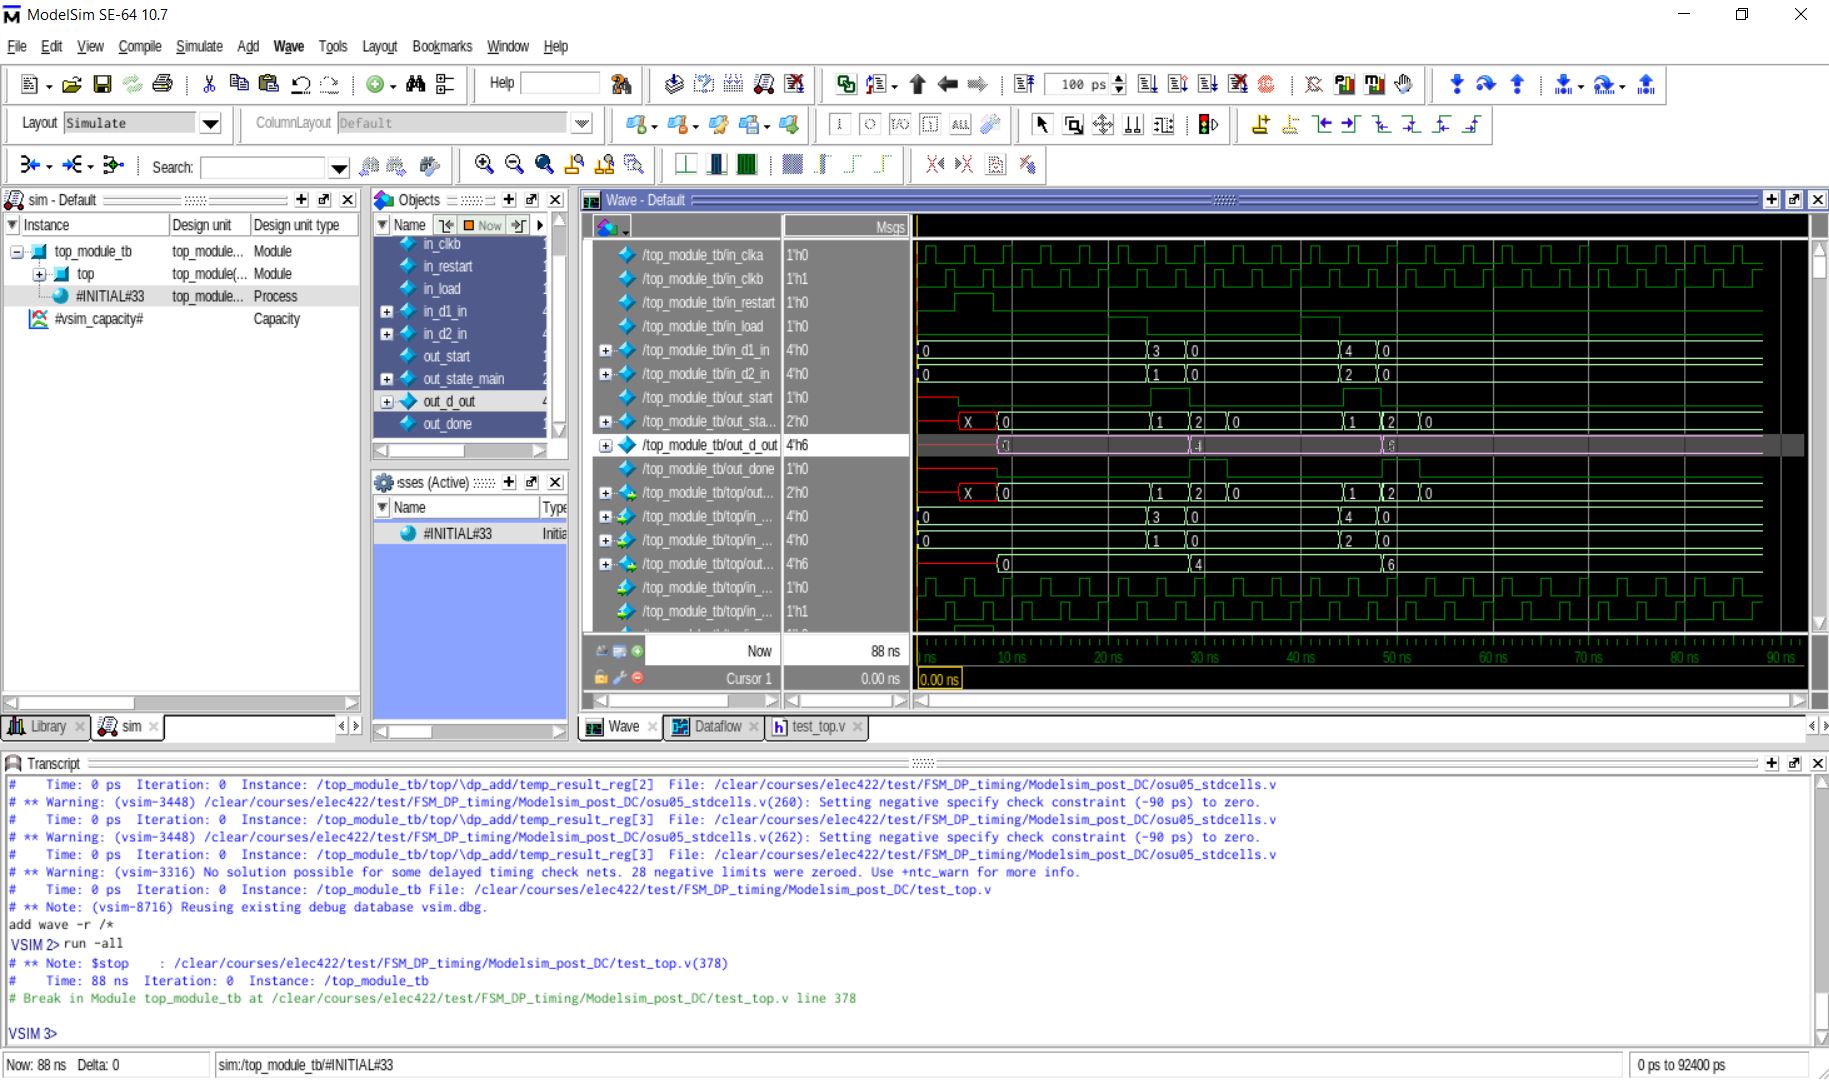 ModelSim SE-64 10.7
File Edit View Compile Simulate Add Wave Tools Layout Bookmarks Window Help
Help
100 ps
Layout Simulate
ColumnLayout Default
ALL
Search:
sim - Default
Instance Design unit Design unit type
top_module_tb top_module... Module
top top_module(... Module
#INITIAL#33 top_module... Process
#vsim_capacity# Capacity
Library sim
Objects
Name Now
in_clkb 1
in_restart 1
in_load 1
in_d1_in 4
in_d2_in 4
out_start 1
out_state_main 2
out_d_out 4
out_done 1
sses (Active)
Name Type
#INITIAL#33 Initia
Wave - Default
Msgs
/top_module_tb/in_clka 1'h0
/top_module_tb/in_clkb 1'h1
/top_module_tb/in_restart 1'h0
/top_module_tb/in_load 1'h0
/top_module_tb/in_d1_in 4'h0 0 3 0 4 0
/top_module_tb/in_d2_in 4'h0 0 1 0 2 0
/top_module_tb/out_start 1'h0
/top_module_tb/out_sta... 2'h0 X 0 1 2 0 1 2 0
/top_module_tb/out_d_out 4'h6 0 4 6
/top_module_tb/out_done 1'h0
/top_module_tb/top/out... 2'h0 X 0 1 2 0 1 2 0
/top_module_tb/top/in_... 4'h0 0 3 0 4 0
/top_module_tb/top/in_... 4'h0 0 1 0 2 0
/top_module_tb/top/out... 4'h6 0 4 6
/top_module_tb/top/in_... 1'h0
/top_module_tb/top/in_... 1'h1
Now 88 ns ns 10 ns 20 ns 30 ns 40 ns 50 ns 60 ns 70 ns 80 ns 90 ns
Cursor 1 0.00 ns 0.00 ns
Wave Dataflow test_top.v
Transcript
#    Time: 0 ps  Iteration: 0  Instance: /top_module_tb/top/\dp_add/temp_result_reg[2]  File: /clear/courses/elec422/test/FSM_DP_timing/Modelsim_post_DC/osu05_stdcells.v
# ** Warning: (vsim-3448) /clear/courses/elec422/test/FSM_DP_timing/Modelsim_post_DC/osu05_stdcells.v(260): Setting negative specify check constraint (-90 ps) to zero.
#    Time: 0 ps  Iteration: 0  Instance: /top_module_tb/top/\dp_add/temp_result_reg[3]  File: /clear/courses/elec422/test/FSM_DP_timing/Modelsim_post_DC/osu05_stdcells.v
# ** Warning: (vsim-3448) /clear/courses/elec422/test/FSM_DP_timing/Modelsim_post_DC/osu05_stdcells.v(262): Setting negative specify check constraint (-90 ps) to zero.
#    Time: 0 ps  Iteration: 0  Instance: /top_module_tb/top/\dp_add/temp_result_reg[3]  File: /clear/courses/elec422/test/FSM_DP_timing/Modelsim_post_DC/osu05_stdcells.v
# ** Warning: (vsim-3316) No solution possible for some delayed timing check nets. 28 negative limits were zeroed. Use +ntc_warn for more info.
#    Time: 0 ps  Iteration: 0  Instance: /top_module_tb File: /clear/courses/elec422/test/FSM_DP_timing/Modelsim_post_DC/test_top.v
# ** Note: (vsim-8716) Reusing existing debug database vsim.dbg.
add wave -r /*
VSIM 2> run -all
# ** Note: $stop    : /clear/courses/elec422/test/FSM_DP_timing/Modelsim_post_DC/test_top.v(378)
#    Time: 88 ns  Iteration: 0  Instance: /top_module_tb
# Break in Module top_module_tb at /clear/courses/elec422/test/FSM_DP_timing/Modelsim_post_DC/test_top.v line 378
VSIM 3>
Now: 88 ns  Delta: 0 sim:/top_module_tb/#INITIAL#33 0 ps to 92400 ps